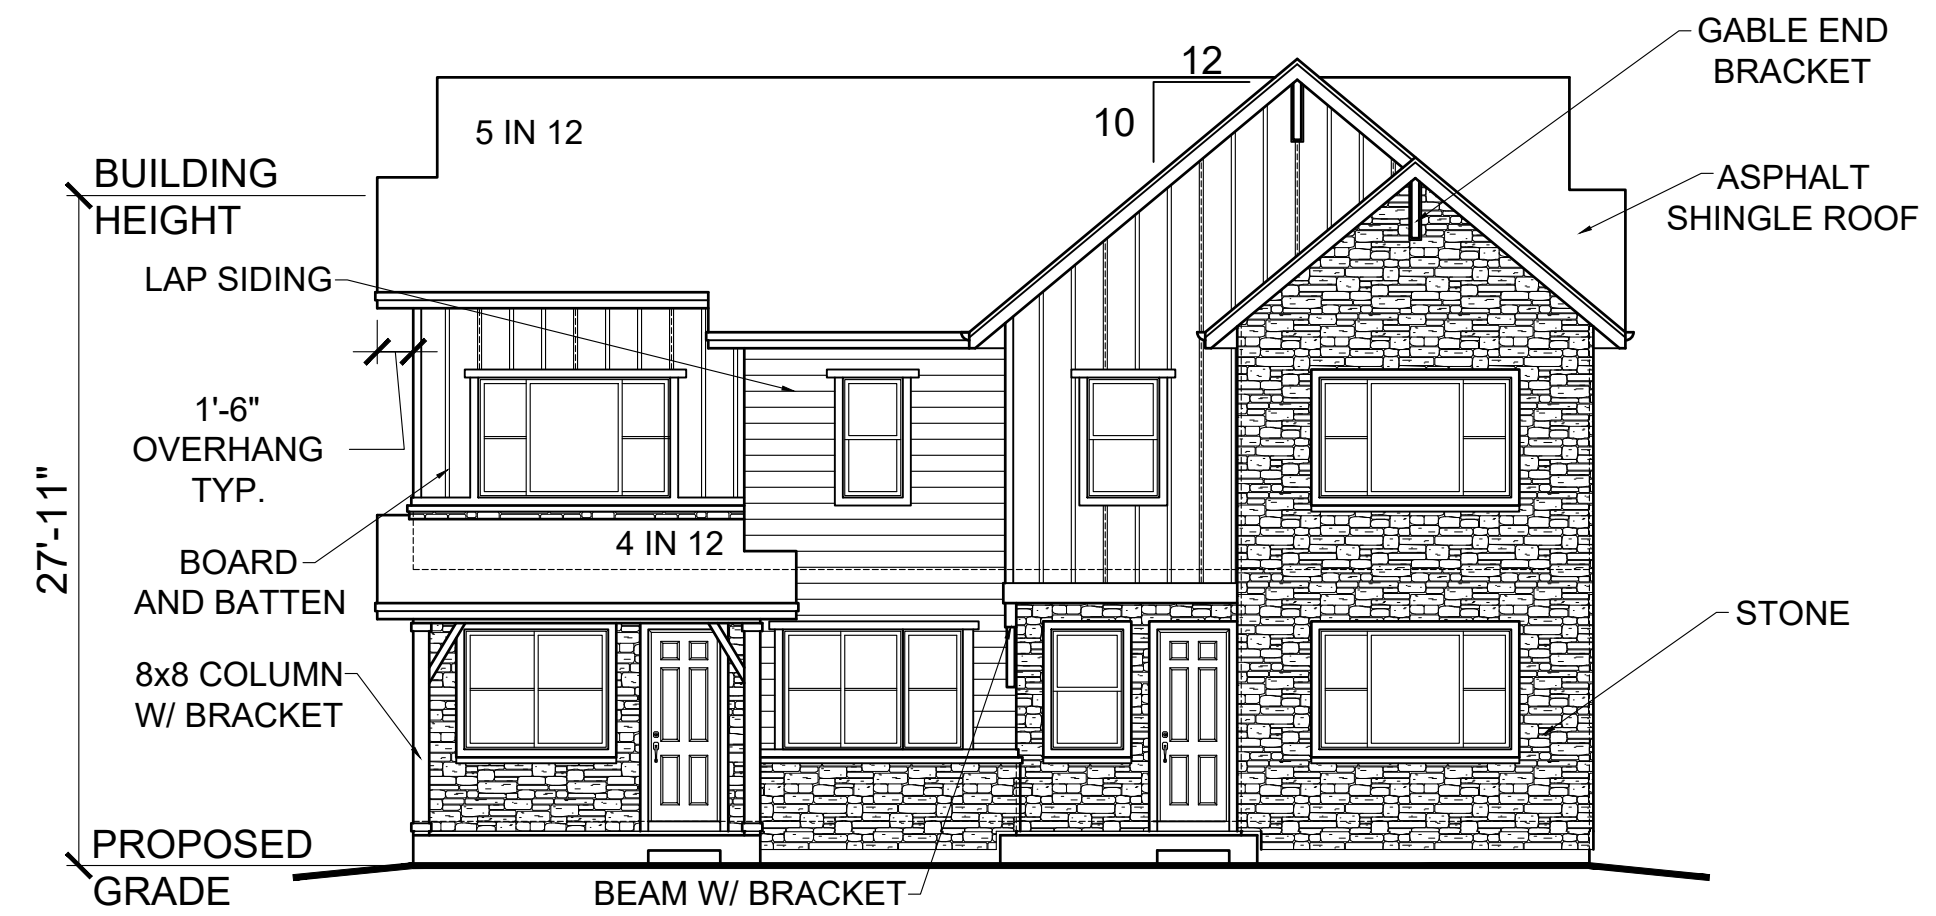 GABLE END
BRACKET
12
10
5 IN 12
BUILDING
HEIGHT
ASPHALT
SHINGLE ROOF
LAP SIDING
1'-6"
OVERHANG
TYP.
27'-11"
4 IN 12
BOARD
AND BATTEN
STONE
8x8 COLUMN
W/ BRACKET
PROPOSED
GRADE
BEAM W/ BRACKET